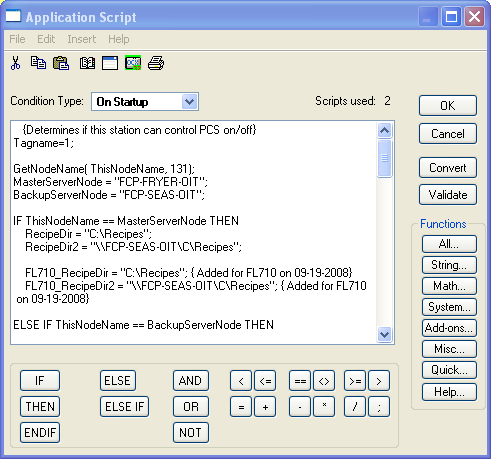 Application Script
File Edit Insert Help
Condition Type: On Startup Scripts used: 2
{Determines if this station can control PCS on/off}
Tagname=1;
GetNodeName( ThisNodeName, 131);
MasterServerNode = "FCP-FRYER-OIT";
BackupServerNode = "FCP-SEAS-OIT";
IF ThisNodeName == MasterServerNode THEN
RecipeDir = "C:\Recipes";
RecipeDir2 = "\\FCP-SEAS-OIT\C\Recipes";
FL710_RecipeDir = "C:\Recipes"; { Added for FL710 on 09-19-2008}
FL710_RecipeDir2 = "\\FCP-SEAS-OIT\C\Recipes"; { Added for FL710
on 09-19-2008}
ELSE IF ThisNodeName == BackupServerNode THEN
OK
Cancel
Convert
Validate
Functions
All...
String...
Math...
System...
Add-ons...
Misc...
Quick...
Help...
IF ELSE AND < <= == <> >= >
THEN ELSE IF OR = + - * / ;
ENDIF NOT